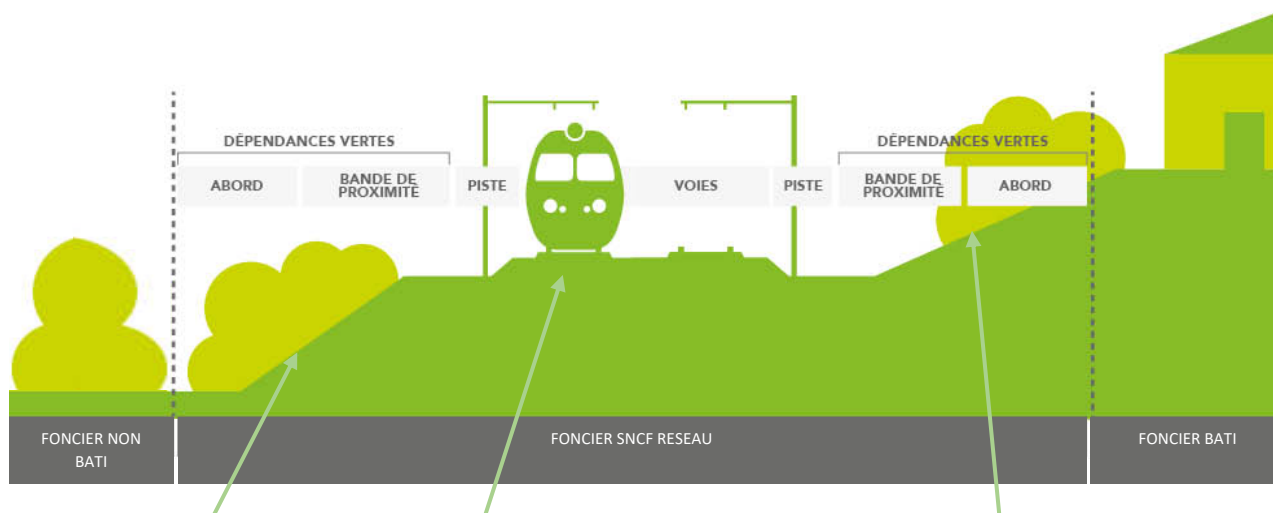 DÉPENDANCES VERTES
DÉPENDANCES VERTES
ABORD
BANDE DE
PROXIMITÉ
PISTE
VOIES
PISTE
BANDE DE
PROXIMITÉ
ABORD
FONCIER NON
BATI
FONCIER SNCF RESEAU
FONCIER BATI